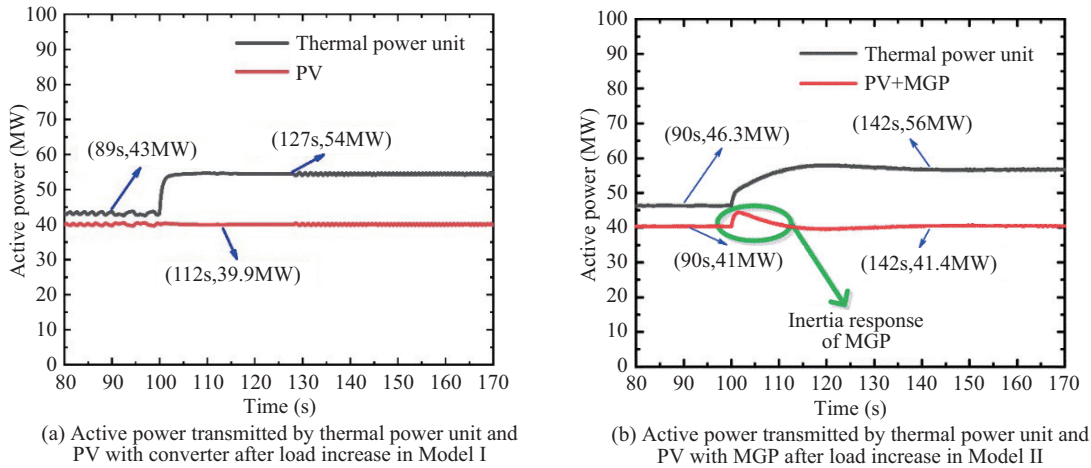 100
90
80
70
60
50
40
30
20
10
0
Active power (MW)
Thermal power unit
PV
(89s,43MW)
(127s,54MW)
(112s,39.9MW)
80 90 100 110 120 130 140 150 160 170
Time (s)
(a) Active power transmitted by thermal power unit and
PV with converter after load increase in Model I
100
90
80
70
60
50
40
30
20
10
0
Active power (MW)
Thermal power unit
PV+MGP
(90s,46.3MW)
(142s,56MW)
(90s,41MW)
(142s,41.4MW)
Inertia response
of MGP
80 90 100 110 120 130 140 150 160 170
Time (s)
(b) Active power transmitted by thermal power unit and
PV with MGP after load increase in Model II